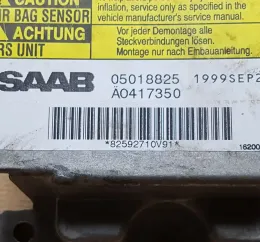 CAUTION
R BAG SENSOR
ACHTUNG
RS UNIT
inflation, service only as directed in the
vehicle manufacturer's service manual.
Vor jeder Demontage alle
Steckverbindungen lösen.
Montage nur nach Einbauanleitung.
SAAB 05018825 1999SEP2
A0417350
*82592710V91*
16200